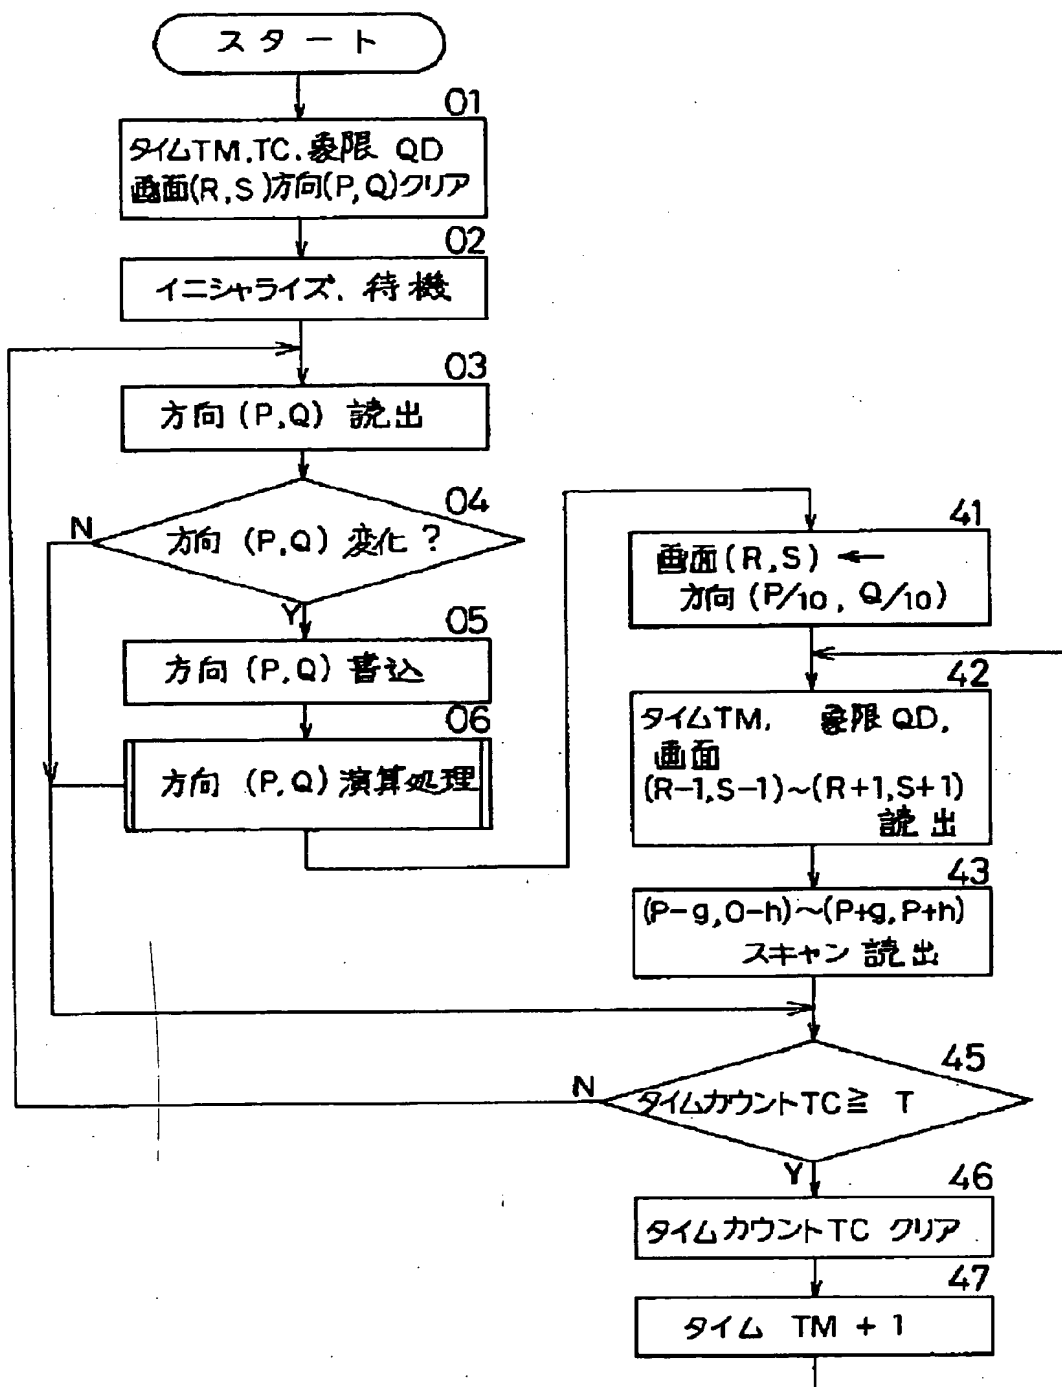 スタート
01
タイムTM.TC.象限 QD
画面(R,S)方向(P,Q)クリア
02
イニシャライズ、待機
03
方向 (P,Q) 読出
04
方向 (P,Q) 変化 ?
N
Y
05
方向 (P,Q) 書込
06
方向 (P,Q) 演算処理
41
画面(R,S) ←
方向 (P/10, Q/10)
42
タイムTM, 象限 QD,
画面
(R-1,S-1)~(R+1,S+1)
読出
43
(P-g,O-h)~(P+g,P+h)
スキャン 読出
45
タイムカウントTC≧ T
N
Y
46
タイムカウントTC クリア
47
タイム TM + 1